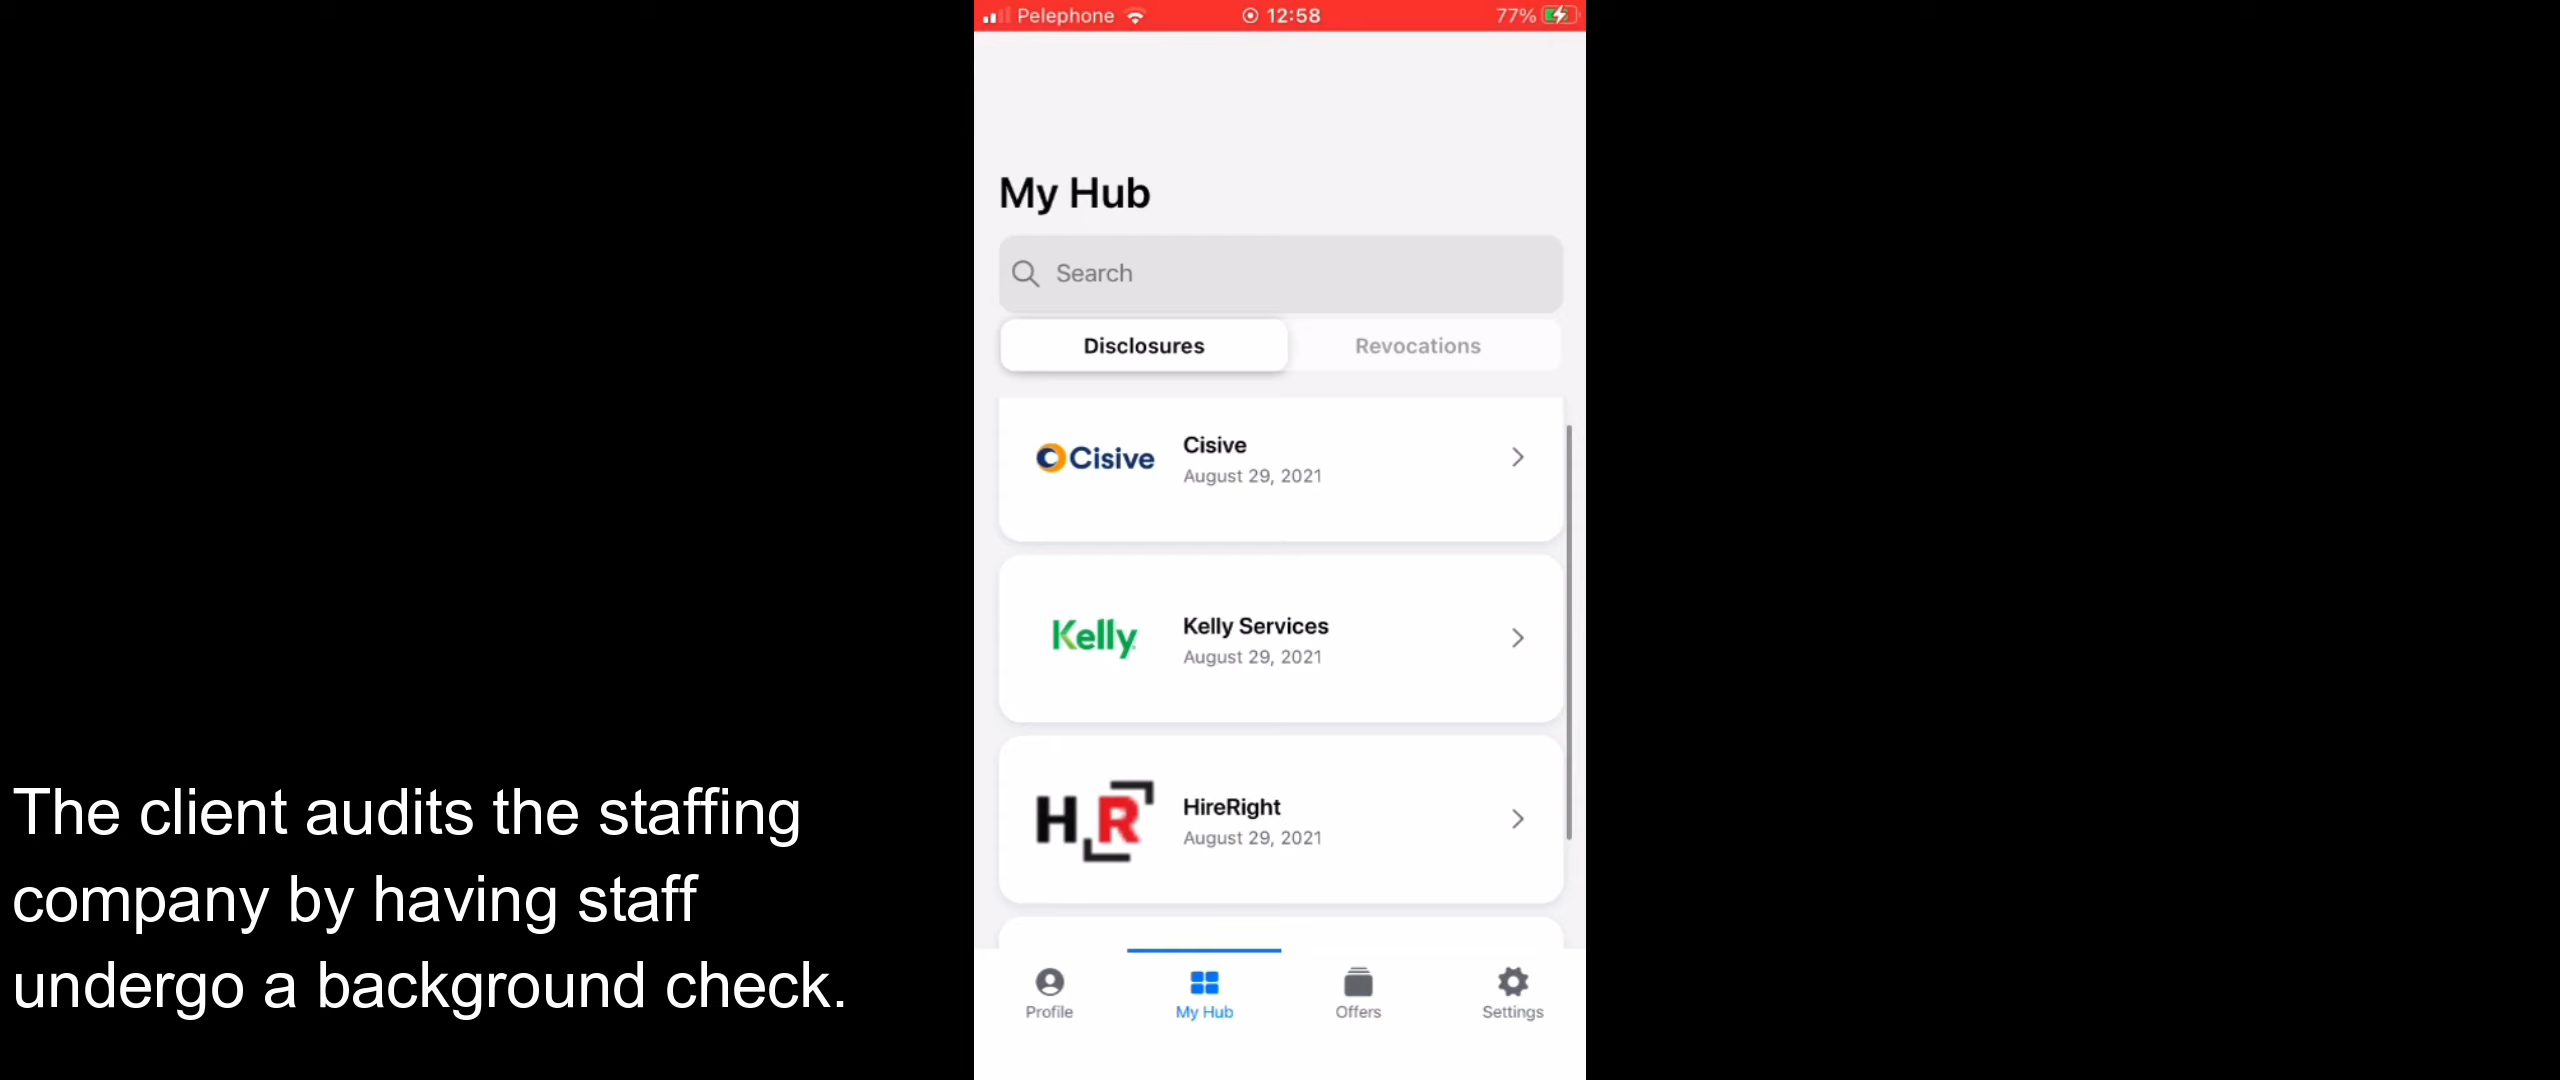 Pelephone 12:58 77%
My Hub
Search
Disclosures Revocations
Cisive Cisive
August 29, 2021
Kelly Kelly Services
August 29, 2021
HR HireRight
August 29, 2021
Profile My Hub Offers Settings
The client audits the staffing
company by having staff
undergo a background check.